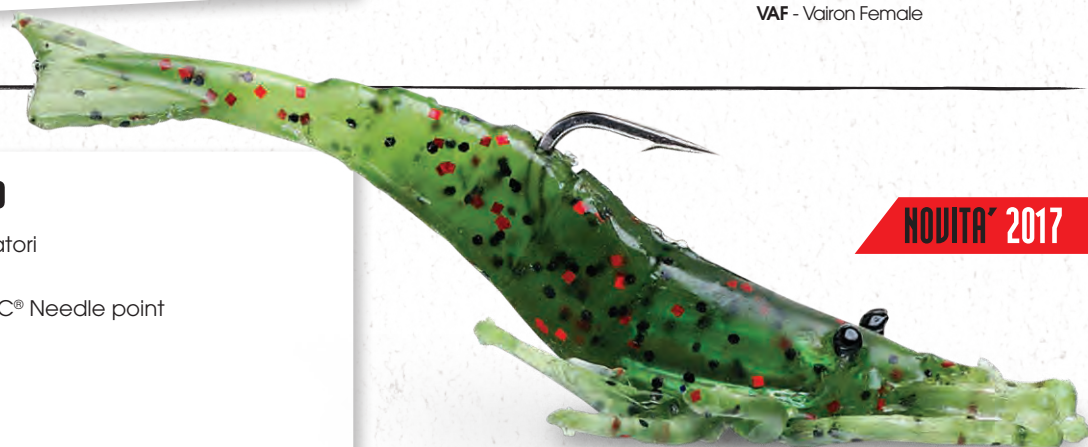 VAF - Vairon Female
NOVITA´ 2017
atori
C® Needle point